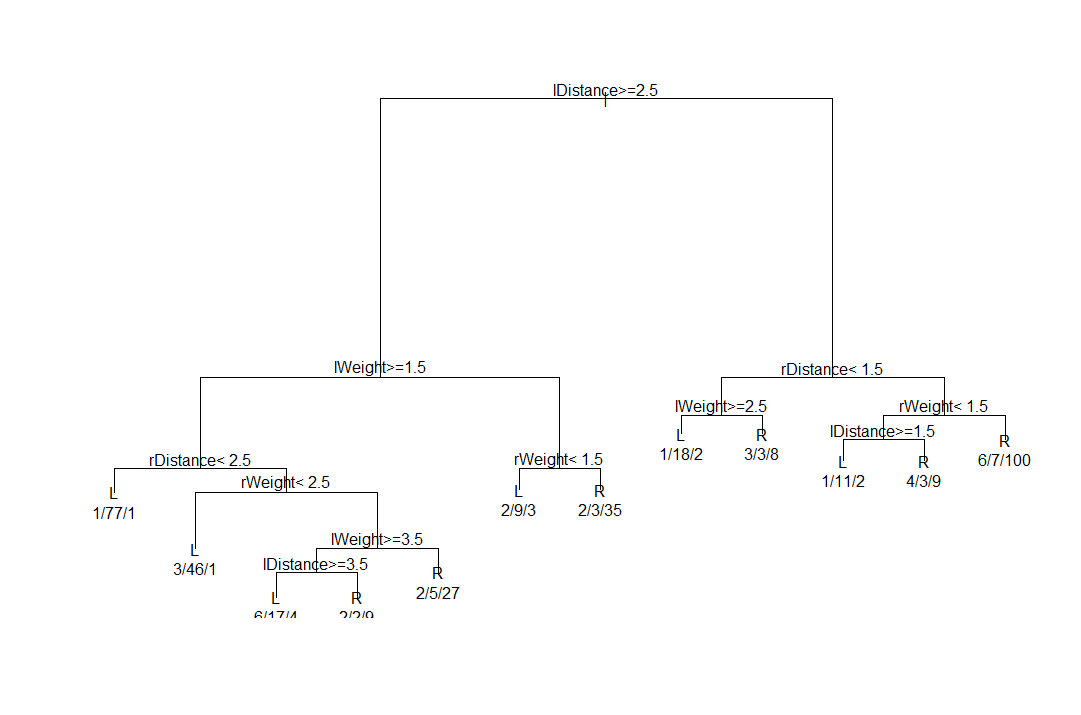 lDistance>=2.5
lWeight>=1.5
rDistance< 1.5
lWeight>=2.5
rWeight< 1.5
lDistance>=1.5
L
R
R
1/18/2
3/3/8
6/7/100
rDistance< 2.5
rWeight< 1.5
L
R
1/11/2
4/3/9
rWeight< 2.5
L
1/77/1
L
R
2/9/3
2/3/35
lWeight>=3.5
L
3/46/1
lDistance>=3.5
R
2/5/27
L
R
6/17/4